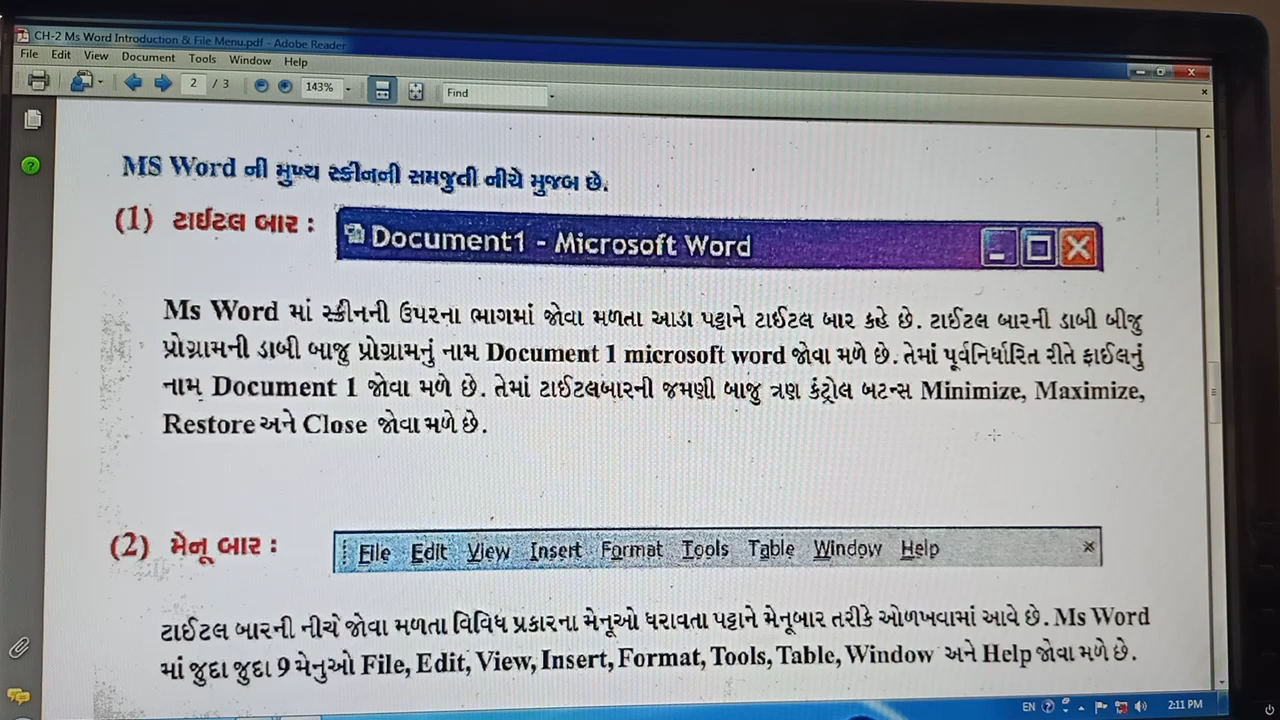 CH-2 Ms Word Introduction & File Menu.pdf - Adobe Reader
File Edit View Document Tools Window Help
2 / 3 143% Find
MS Word ની મુખ્ય સ્ક્રીનની સમજુતી નીચે મુજબ છે.
(1) ટાઈટલ બાર :
Document1 - Microsoft Word
Ms Word માં સ્ક્રીનની ઉપરના ભાગમાં જોવા મળતા આડા પટ્ટાને ટાઈટલ બાર કહે છે. ટાઈટલ બારની ડાબી બીજુ
પ્રોગ્રામની ડાબી બાજુ પ્રોગ્રામનું નામ Document 1 microsoft word જોવા મળે છે. તેમાં પૂર્વનિર્ધારિત રીતે ફાઈલનું
નામ Document 1 જોવા મળે છે. તેમાં ટાઈટલબારની જમણી બાજુ ત્રણ કંટ્રોલ બટન્સ Minimize, Maximize,
Restore અને Close જોવા મળે છે.
(2) મેનૂ બાર :
File Edit View Insert Format Tools Table Window Help
ટાઈટલ બારની નીચે જોવા મળતા વિવિધ પ્રકારના મેનૂઓ ધરાવતા પટ્ટાને મેનૂબાર તરીકે ઓળખવામાં આવે છે. Ms Word
માં જુદા જુદા 9 મેનુઓ File, Edit, View, Insert, Format, Tools, Table, Window અને Help જોવા મળે છે.
EN 2:11 PM